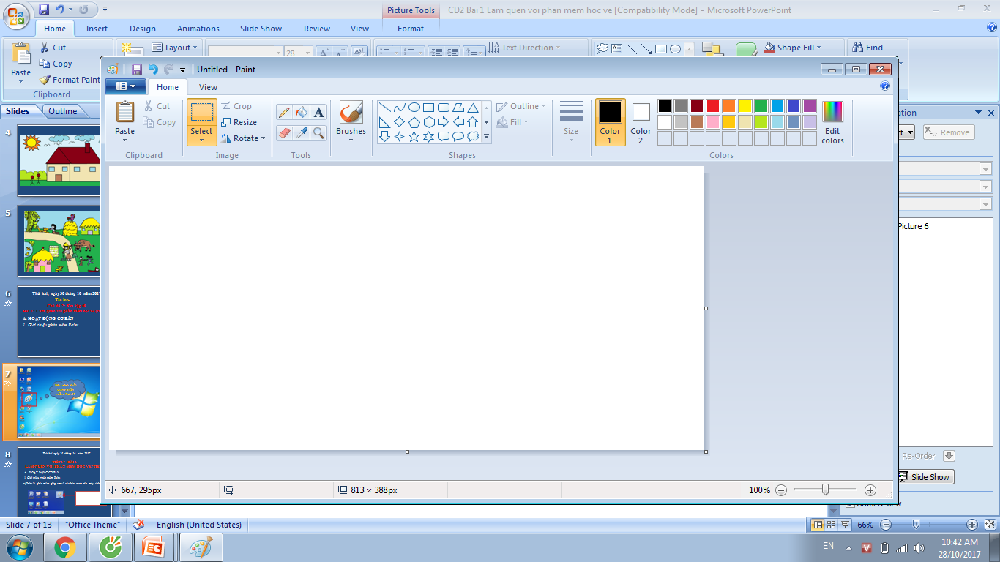 Picture Tools
CD2 Bai 1 Lam quen voi phan mem hoc ve [Compatibility Mode] - Microsoft PowerPoint
Home Insert Design Animations Slide Show Review View Format
Paste
Cut
Copy
Format Paint
Clipboard
Layout
28
Text Direction
Shape Fill
Find
Slides Outline
Untitled - Paint
Home View
Paste
Cut
Copy
Clipboard
Select
Crop
Resize
Rotate
Image
A
Tools
Brushes
Shapes
Outline
Fill
Size
Color 1
Color 2
Edit colors
Colors
ation
Remove
Picture 6
Re-Order
Slide Show
4
5
6
Thứ hai, ngày 30 tháng 10 năm 2017
Tin học
A. HOẠT ĐỘNG CƠ BẢN
1. Giới thiệu phần mềm Paint
7
8
667, 295px
813 × 388px
100%
Slide 7 of 13
"Office Theme"
English (United States)
66%
EN
10:42 AM
28/10/2017